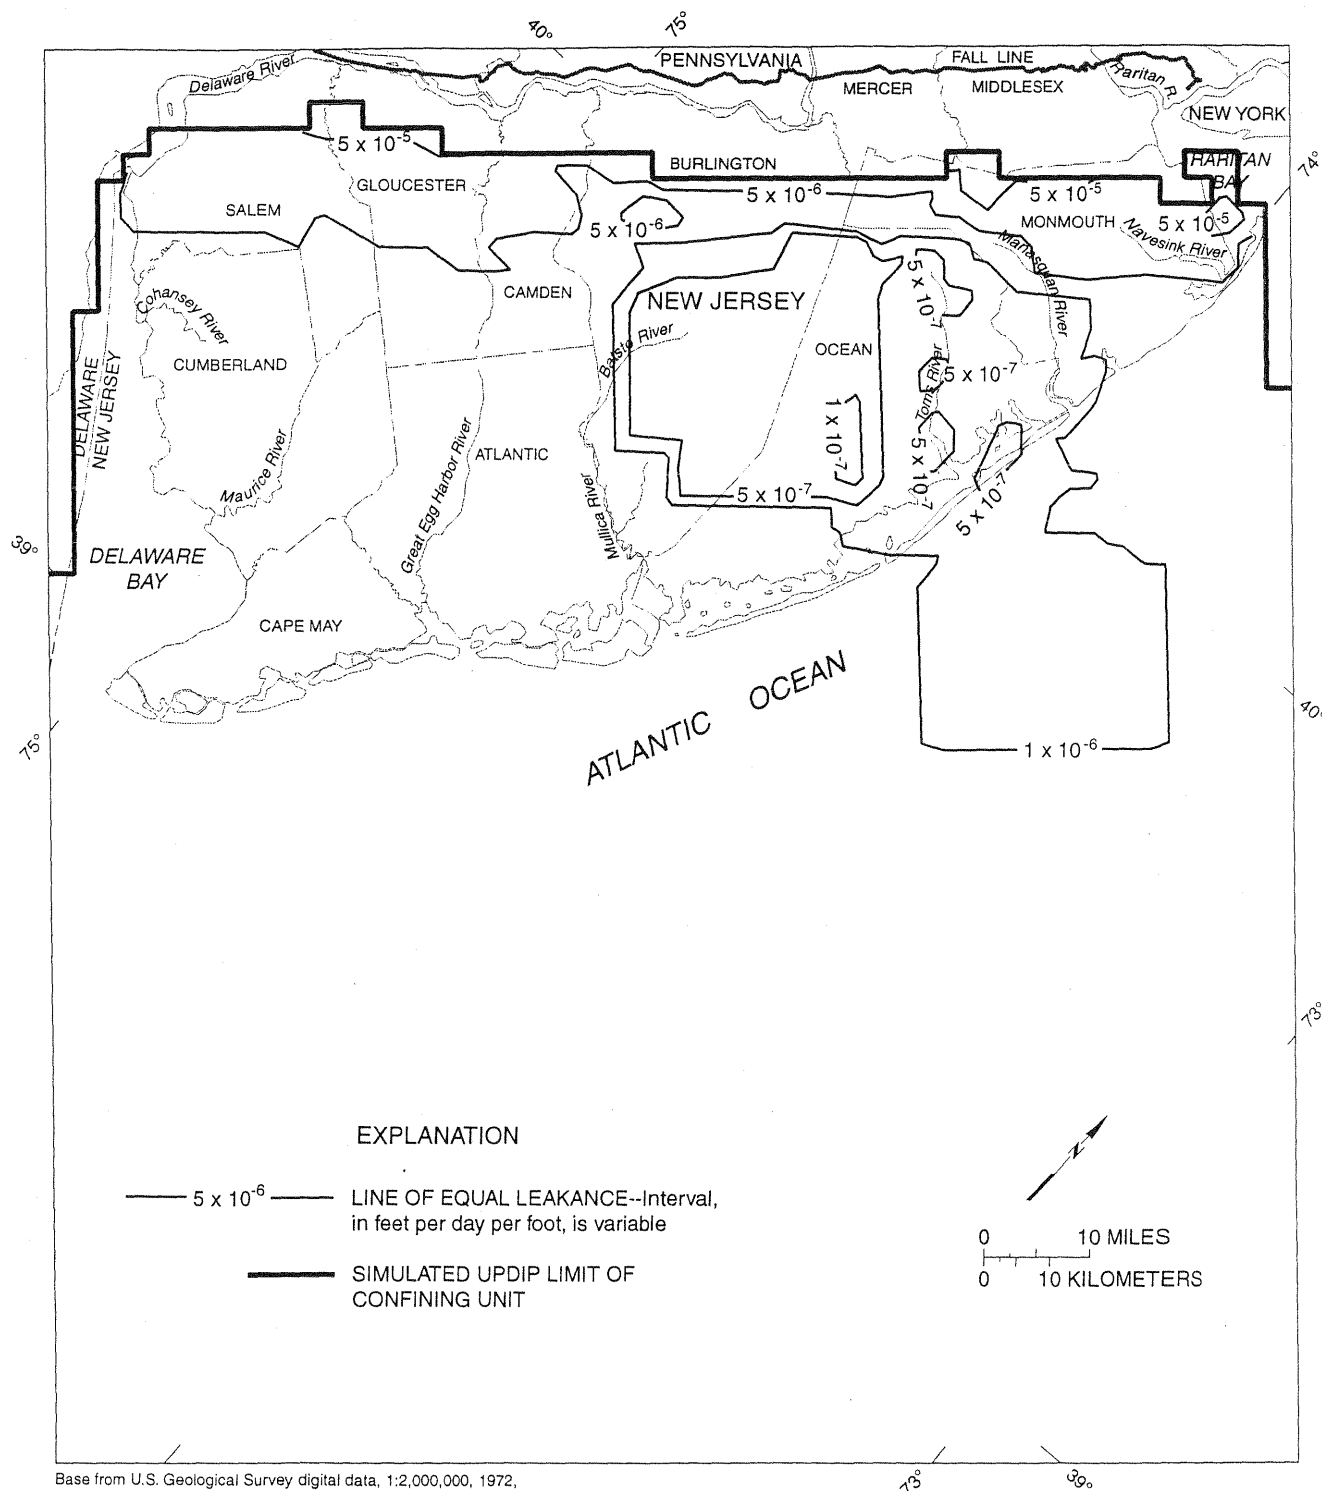 40°
75°
PENNSYLVANIA
FALL LINE
Delaware River
MERCER
MIDDLESEX
Raritan R.
NEW YORK
5 x 10-5
BURLINGTON
RARITAN
BAY
74°
GLOUCESTER
5 x 10-6
5 x 10-5
SALEM
MONMOUTH
5 x 10-5
5 x 10-6
Navesink River
Manasquan River
CAMDEN
NEW JERSEY
5 x 10-7
Cohansey River
Batsto River
OCEAN
CUMBERLAND
Toms River
5 x 10-7
DELAWARE
NEW JERSEY
1 x 10-7
5 x 10-7
ATLANTIC
Maurice River
Great Egg Harbor River
Mullica River
5 x 10-7
5 x 10-7
39°
DELAWARE
BAY
CAPE MAY
ATLANTIC OCEAN
40°
75°
1 x 10-6
73°
EXPLANATION
N
5 x 10-6
LINE OF EQUAL LEAKANCE--Interval,
in feet per day per foot, is variable
0 10 MILES
0 10 KILOMETERS
SIMULATED UPDIP LIMIT OF
CONFINING UNIT
Base from U.S. Geological Survey digital data, 1:2,000,000, 1972,
73°
39°